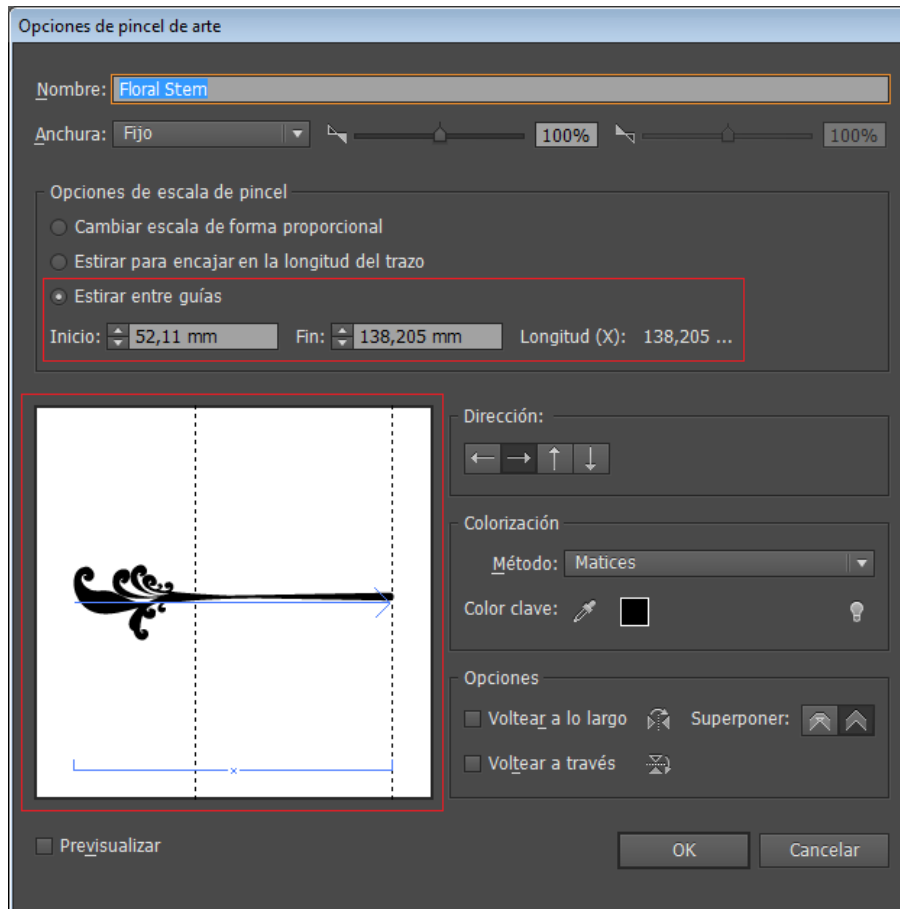 Opciones de pincel de arte
Nombre: Floral Stem
Anchura: Fijo 100% 100%
Opciones de escala de pincel
Cambiar escala de forma proporcional
Estirar para encajar en la longitud del trazo
Estirar entre guías
Inicio: 52,11 mm Fin: 138,205 mm Longitud (X): 138,205 ...
Dirección:
Colorización
Método: Matices
Color clave:
Opciones
Voltear a lo largo Superponer:
Voltear a través
x
Previsualizar OK Cancelar